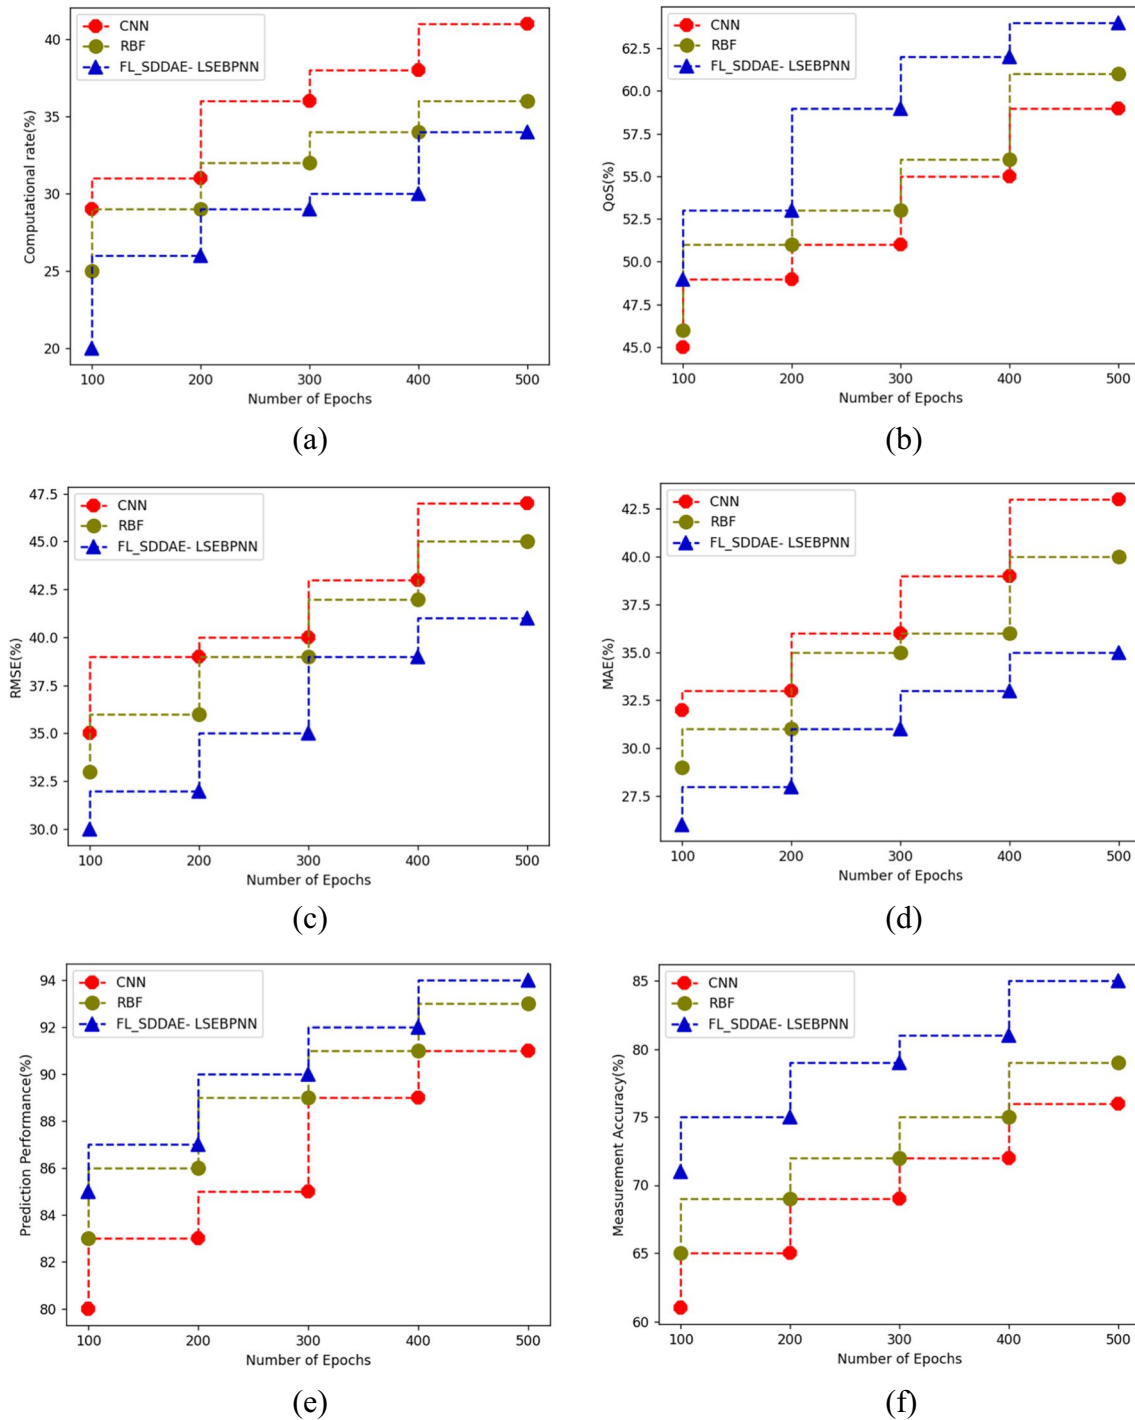 CNN
RBF
FL_SDDAE- LSEBPNN
Computational rate(%)
40
35
30
25
20
100 200 300 400 500
Number of Epochs
(a)
CNN
RBF
FL_SDDAE- LSEBPNN
QoS(%)
62.5
60.0
57.5
55.0
52.5
50.0
47.5
45.0
100 200 300 400 500
Number of Epochs
(b)
CNN
RBF
FL_SDDAE- LSEBPNN
RMSE(%)
47.5
45.0
42.5
40.0
37.5
35.0
32.5
30.0
100 200 300 400 500
Number of Epochs
(c)
CNN
RBF
FL_SDDAE- LSEBPNN
MAE(%)
42.5
40.0
37.5
35.0
32.5
30.0
27.5
100 200 300 400 500
Number of Epochs
(d)
CNN
RBF
FL_SDDAE- LSEBPNN
Prediction Performance(%)
94
92
90
88
86
84
82
80
100 200 300 400 500
Number of Epochs
(e)
CNN
RBF
FL_SDDAE- LSEBPNN
Measurement Accuracy(%)
85
80
75
70
65
60
100 200 300 400 500
Number of Epochs
(f)